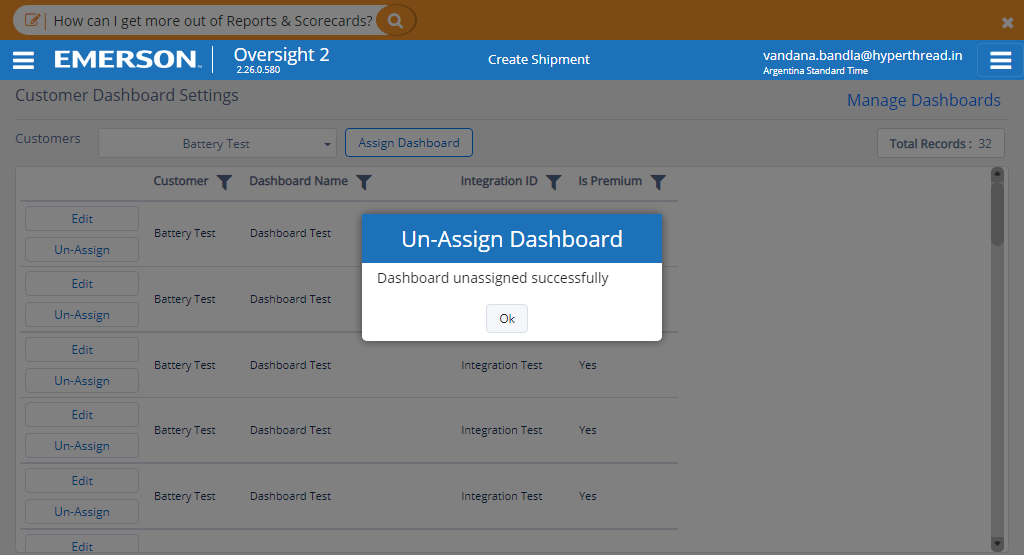 How can I get more out of Reports & Scorecards?
EMERSON.
Oversight 2
2.26.0.580
Create Shipment
vandana.bandla@hyperthread.in
Argentina Standard Time
Customer Dashboard Settings
Manage Dashboards
Customers
Battery Test
Assign Dashboard
Total Records : 32
Customer Dashboard Name Integration ID Is Premium
Edit
Un-Assign
Battery Test Dashboard Test
Edit
Un-Assign
Battery Test Dashboard Test
Un-Assign Dashboard
Dashboard unassigned successfully
Ok
Edit
Un-Assign
Battery Test Dashboard Test Integration Test Yes
Edit
Un-Assign
Battery Test Dashboard Test Integration Test Yes
Edit
Un-Assign
Battery Test Dashboard Test Integration Test Yes
Edit